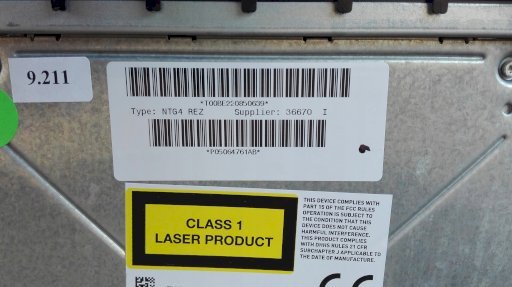 9.211
*T00BE220850639*
Type: NTG4 REZ Supplier: 36670 I
*P05064761AB*
CLASS 1
LASER PRODUCT
THIS DEVICE COMPLIES WITH
PART 15 OF THE FCC RULES
OPERATION IS SUBJECT TO
THE CONDITION THAT THIS
DEVICE DOES NOT CAUSE
HARMFUL INTERFERENCE.
THIS PRODUCT COMPLIES
WITH DHHS RULES 21 CFR
SUBCHAPTER J APPLICABLE TO
THE DATE OF MANUFACTURE.
CE